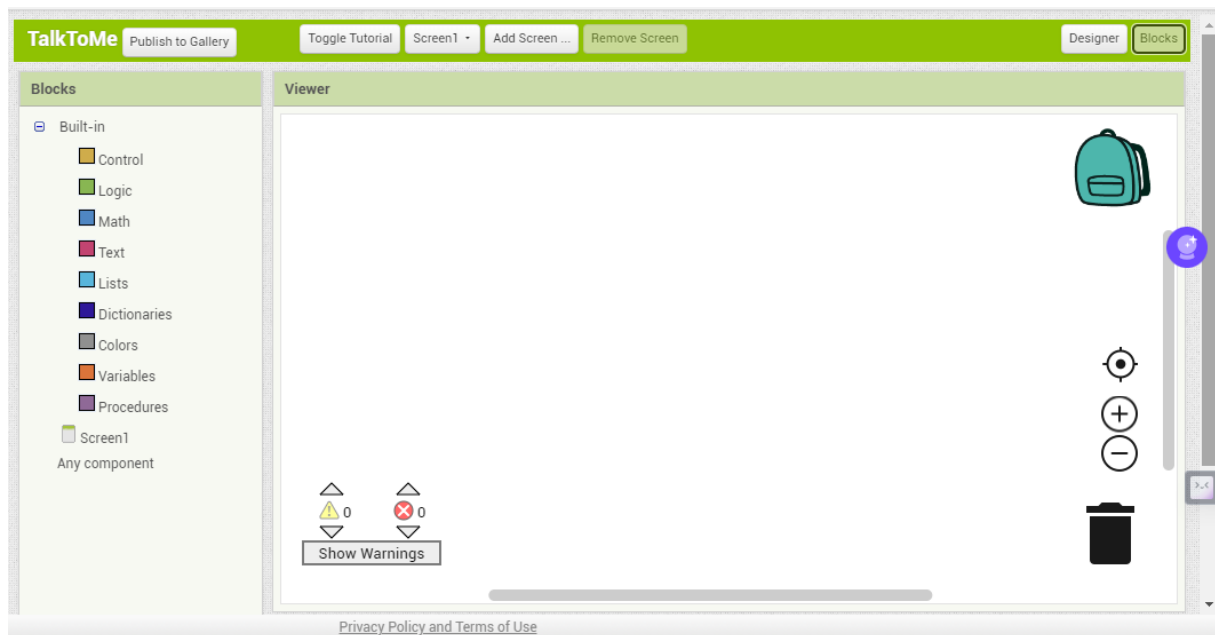 TalkToMe Publish to Gallery Toggle Tutorial Screen1 Add Screen ... Remove Screen Designer Blocks
Blocks
Built-in
Control
Logic
Math
Text
Lists
Dictionaries
Colors
Variables
Procedures
Screen1
Any component
Viewer
0 0
Show Warnings
Privacy Policy and Terms of Use